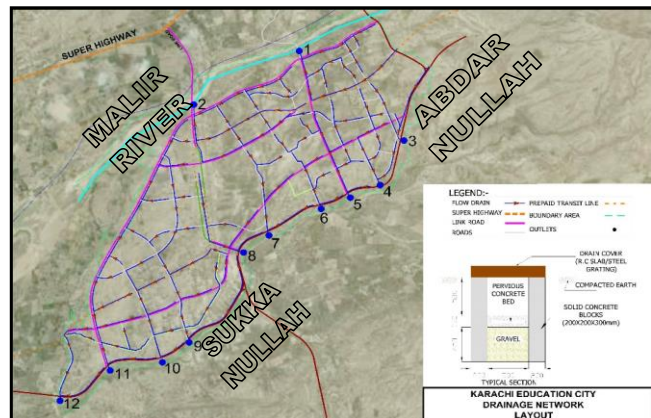 SUPER HIGHWAY
MALIR
RIVER
ABDAR
NULLAH
SUKKA
NULLAH
1
2
3
4
5
6
7
8
9
10
11
12
LEGEND:-
FLOW DRAIN
PREPAID TRANSIT LINE
SUPER HIGHWAY
BOUNDARY AREA
LINK ROAD
OUTLETS
ROADS
DRAIN COVER
(R.C SLAB/STEEL
GRATING)
COMPACTED EARTH
PERVIOUS
CONCRETE
BED
SOLID CONCRETE
BLOCKS
(200X200X300mm)
GRAVEL
TYPICAL SECTION
KARACHI EDUCATION CITY
DRAINAGE NETWORK
LAYOUT